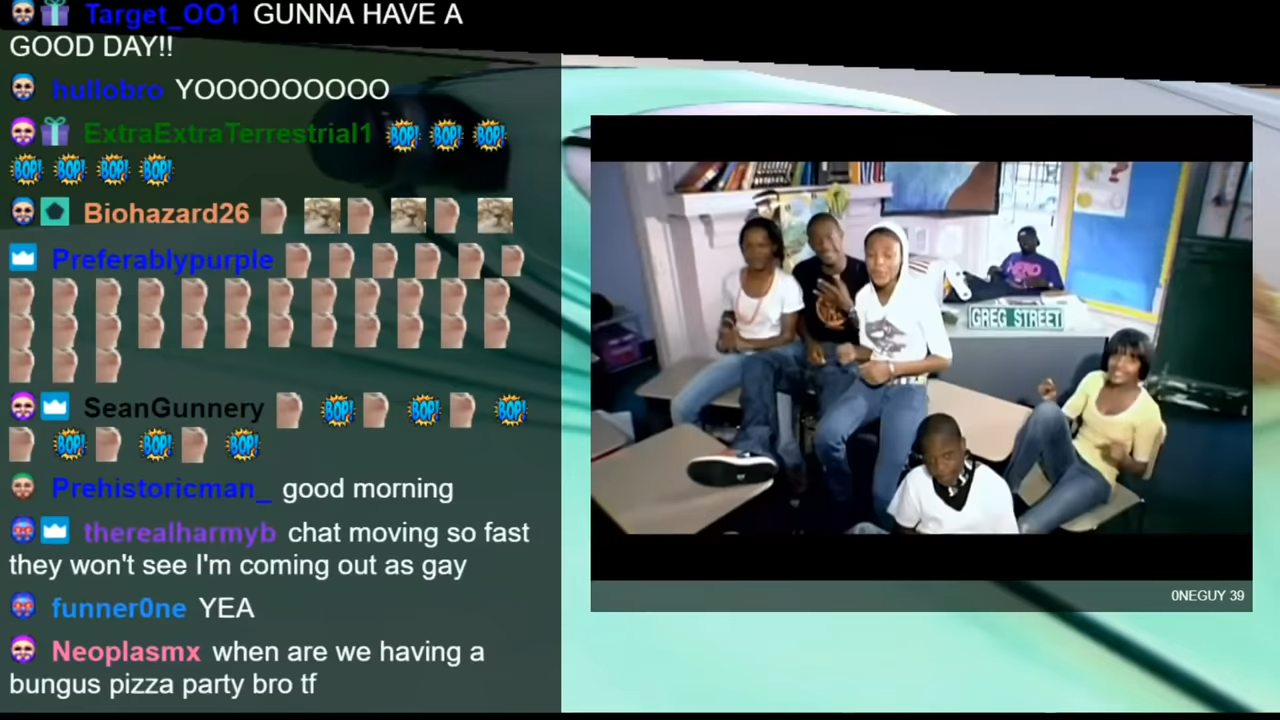 Target_OO1 GUNNA HAVE A
GOOD DAY!!
hullobro YOOOOOOOOO
ExtraExtraTerrestrial1 BOP! BOP! BOP!
BOP! BOP! BOP! BOP!
Biohazard26
Preferablypurple
SeanGunnery BOP! BOP! BOP!
BOP! BOP! BOP!
Prehistoricman_ good morning
therealharmyb chat moving so fast
they won't see I'm coming out as gay
funner0ne YEA
Neoplasmx when are we having a
bungus pizza party bro tf
GREG STREET
0NEGUY 39